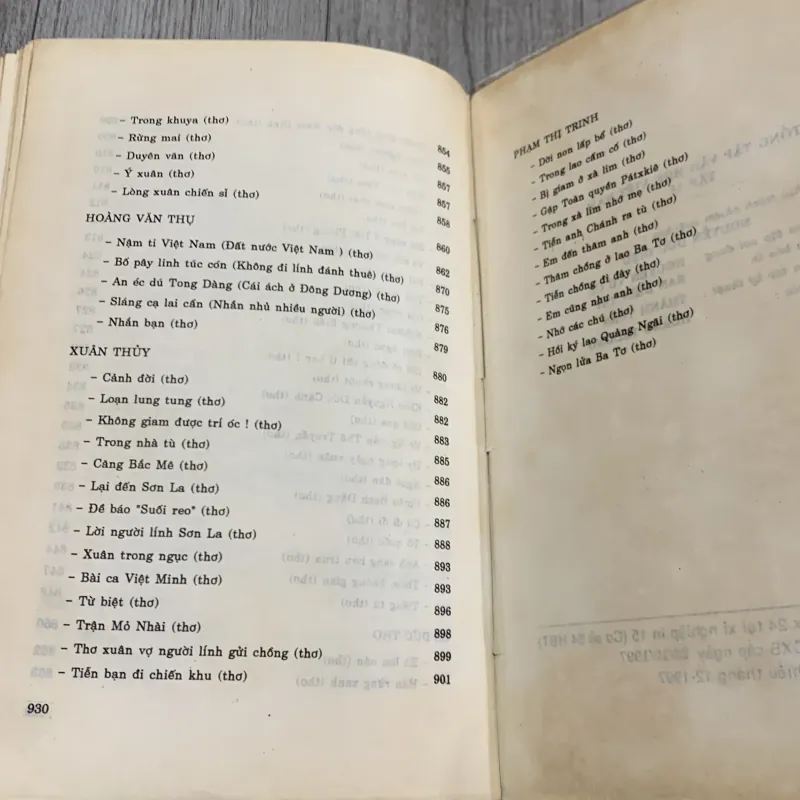 – Trong khuya (thơ)
– Rừng mai (thơ) 854
– Duyên văn (thơ) 855
– Ý xuân (thơ) 857
– Lòng xuân chiến sỉ (thơ) 857
858
HOÀNG VĂN THỤ
– Nặm tỉ Việt Nam (Đất nước Việt Nam ) (thơ) 860
– Bố pây linh túc cón (Không đi lính đánh thuê) (thơ) 862
– An éc dú Tong Dàng (Cái ách ở Đông Dương) (thơ) 870
– Sláng cạ lai cần (Nhắn nhủ nhiều người) (thơ) 875
– Nhắn bạn (thơ) 876
879
XUÂN THỦY
– Cảnh đời (thơ) 880
– Loạn lung tung (thơ) 882
– Không giam được trí óc ! (thơ) 882
– Trong nhà tù (thơ) 883
– Căng Bắc Mê (thơ) 885
– Lại đến Sơn La (thơ) 886
– Đề báo "Suối reo" (thơ) 886
– Lời người lính Sơn La (thơ) 887
– Xuân trong ngục (thơ) 888
– Bài ca Việt Minh (thơ) 893
– Từ biệt (thơ) 893
– Trận Mỏ Nhài (thơ) 896
– Thơ xuân vợ người lính gửi chồng (thơ) 898
– Tiễn bạn đi chiến khu (thơ) 899
901
930
PHẠM THỊ TRINH
– Dời non lấp bể (thơ)
– Trong lao cấm cố (thơ)
– Bị giam ở xà lim (thơ)
– Gặp Toàn quyền Pátxkiê (thơ)
– Trong xà lim nhớ mẹ (thơ)
– Tiễn anh Chánh ra tù (thơ)
– Em đến thăm anh (thơ)
– Thăm chồng ở lao Ba Tơ (thơ)
– Tiễn chồng đi đày (thơ)
– Em cũng như anh (thơ)
– Nhớ các chú (thơ)
– Hồi ký lao Quảng Ngãi (thơ)
– Ngọn lửa Ba Tơ (thơ)